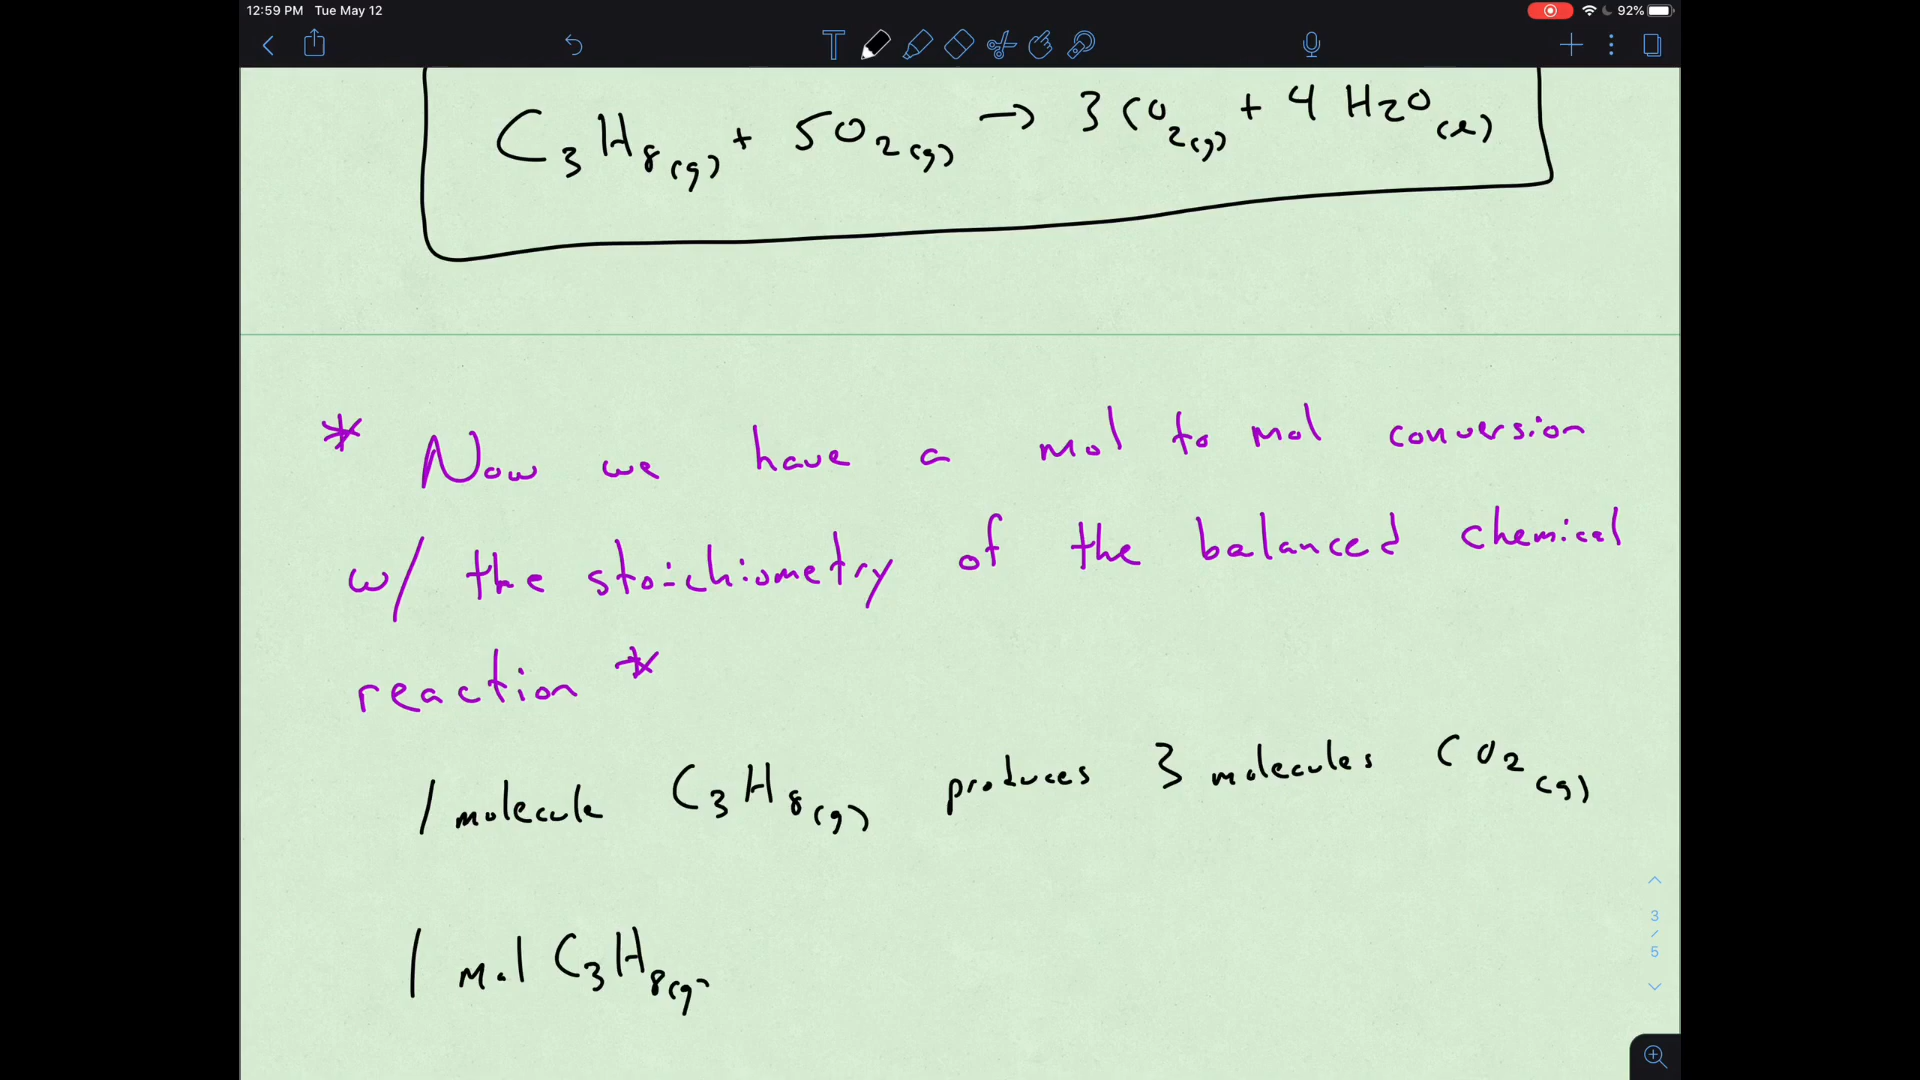 12:59 PM Tue May 12 92%
C3H8(g) + 5O2(g) → 3CO2(g) + 4H2O(l)
* Now we have a mol to mol conversion
w/ the stoichiometry of the balanced chemical
reaction *
1 molecule C3H8(g) produces 3 molecules CO2(g)
1 mol C3H8(g)
3
/
5